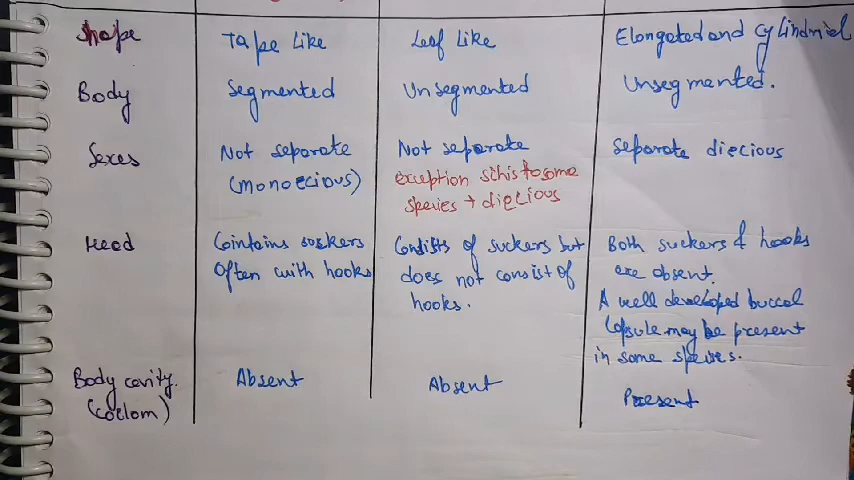 Shape
Tape Like
Leaf Like
Elongated and Cylindrical
Body
Segmented
Unsegmented
Unsegmented.
Sexes
Not separate
(monoecious)
Not separate
exception schistosoma
species → diecious
Separate diecious
Head
Contains suckers
Often with hooks
Consists of suckers but
does not consist of
hooks.
Both suckers & hooks
are absent.
A well developed buccal
Capsule may be present
in some species.
Body cavity.
(coelom)
Absent
Absent
Present